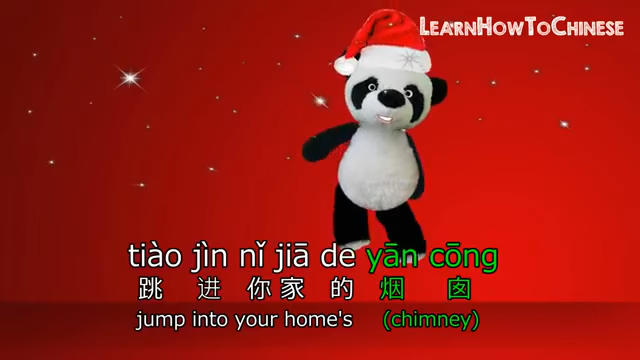 LEARNHOWTOCHINESE
tiào jìn nǐ jiā de yān cōng
跳 进 你 家 的 烟 囱
jump into your home's (chimney)